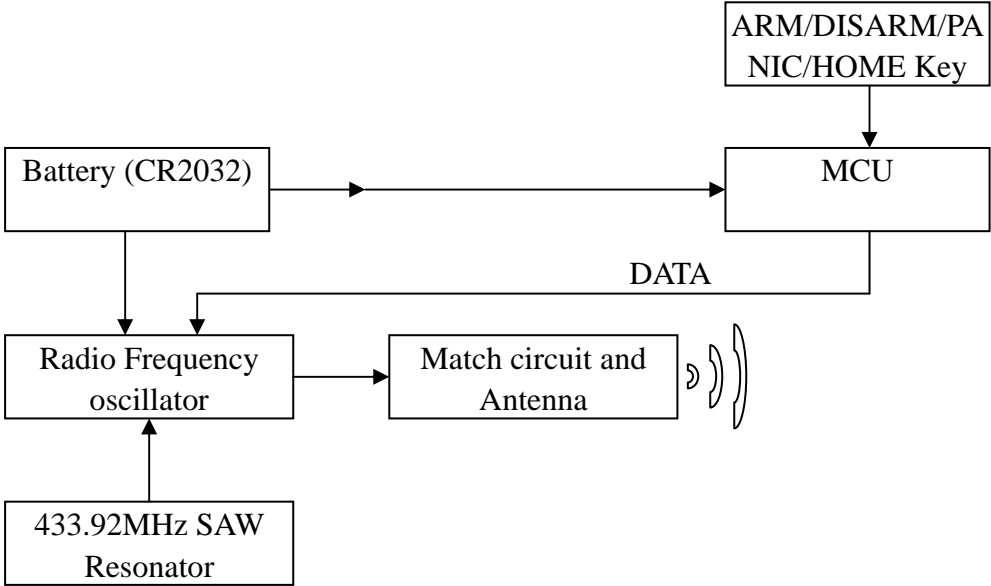 ARM/DISARM/PA
NIC/HOME Key
Battery (CR2032)
MCU
DATA
Radio Frequency
oscillator
Match circuit and
Antenna
433.92MHz SAW
Resonator